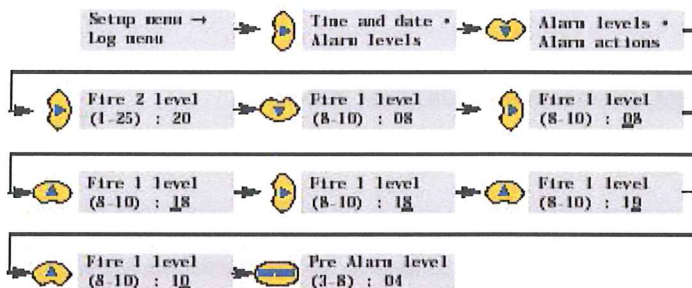 Setup menu →
Log menu
Time and date •
Alarm levels
Alarm levels •
Alarm actions
Fire 2 level
(1-25) : 20
Fire 1 level
(8-10) : 08
Fire 1 level
(8-10) : 08
Fire 1 level
(8-10) : 18
Fire 1 level
(8-10) : 18
Fire 1 level
(8-10) : 19
Fire 1 level
(8-10) : 10
Pre Alarm level
(3-8) : 04